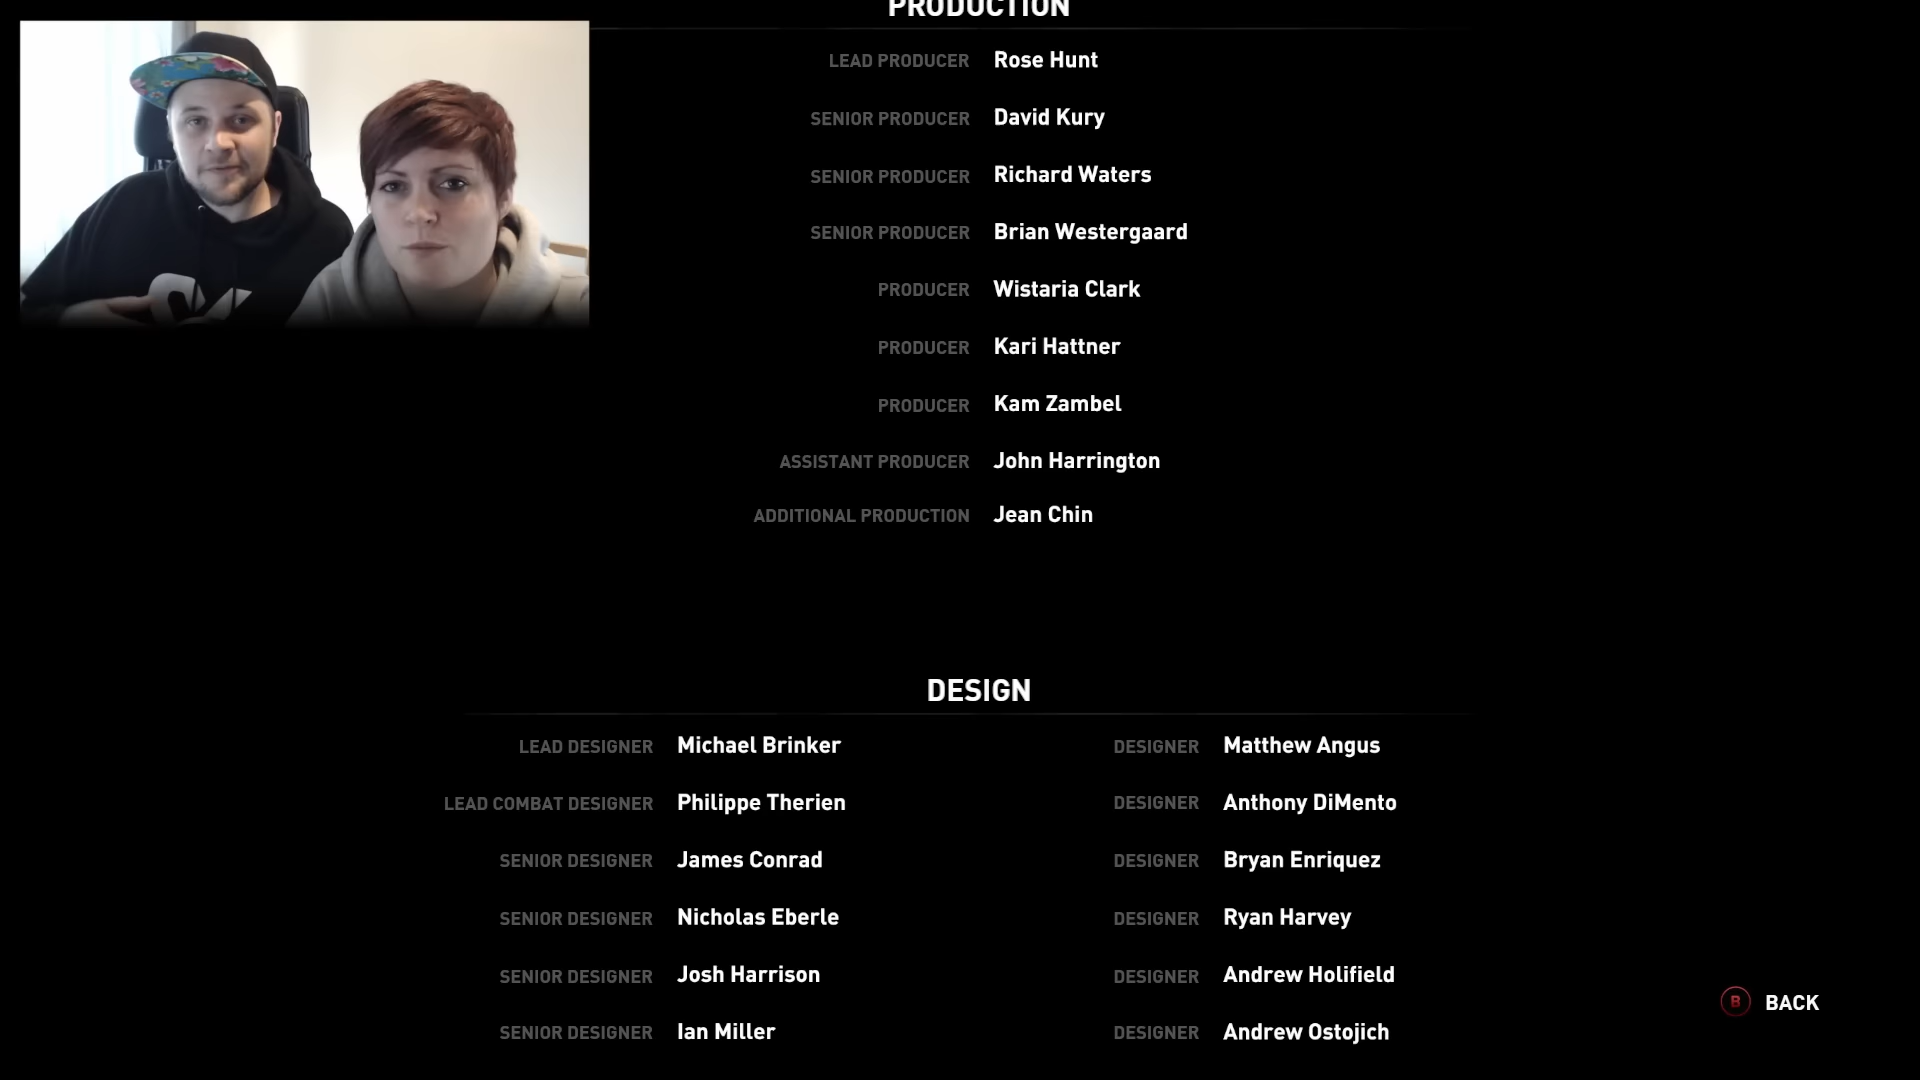 PRODUCTION
LEAD PRODUCER Rose Hunt
SENIOR PRODUCER David Kury
SENIOR PRODUCER Richard Waters
SENIOR PRODUCER Brian Westergaard
PRODUCER Wistaria Clark
PRODUCER Kari Hattner
PRODUCER Kam Zambel
ASSISTANT PRODUCER John Harrington
ADDITIONAL PRODUCTION Jean Chin
DESIGN
LEAD DESIGNER Michael Brinker DESIGNER Matthew Angus
LEAD COMBAT DESIGNER Philippe Therien DESIGNER Anthony DiMento
SENIOR DESIGNER James Conrad DESIGNER Bryan Enriquez
SENIOR DESIGNER Nicholas Eberle DESIGNER Ryan Harvey
SENIOR DESIGNER Josh Harrison DESIGNER Andrew Holifield
B BACK
SENIOR DESIGNER Ian Miller DESIGNER Andrew Ostojich